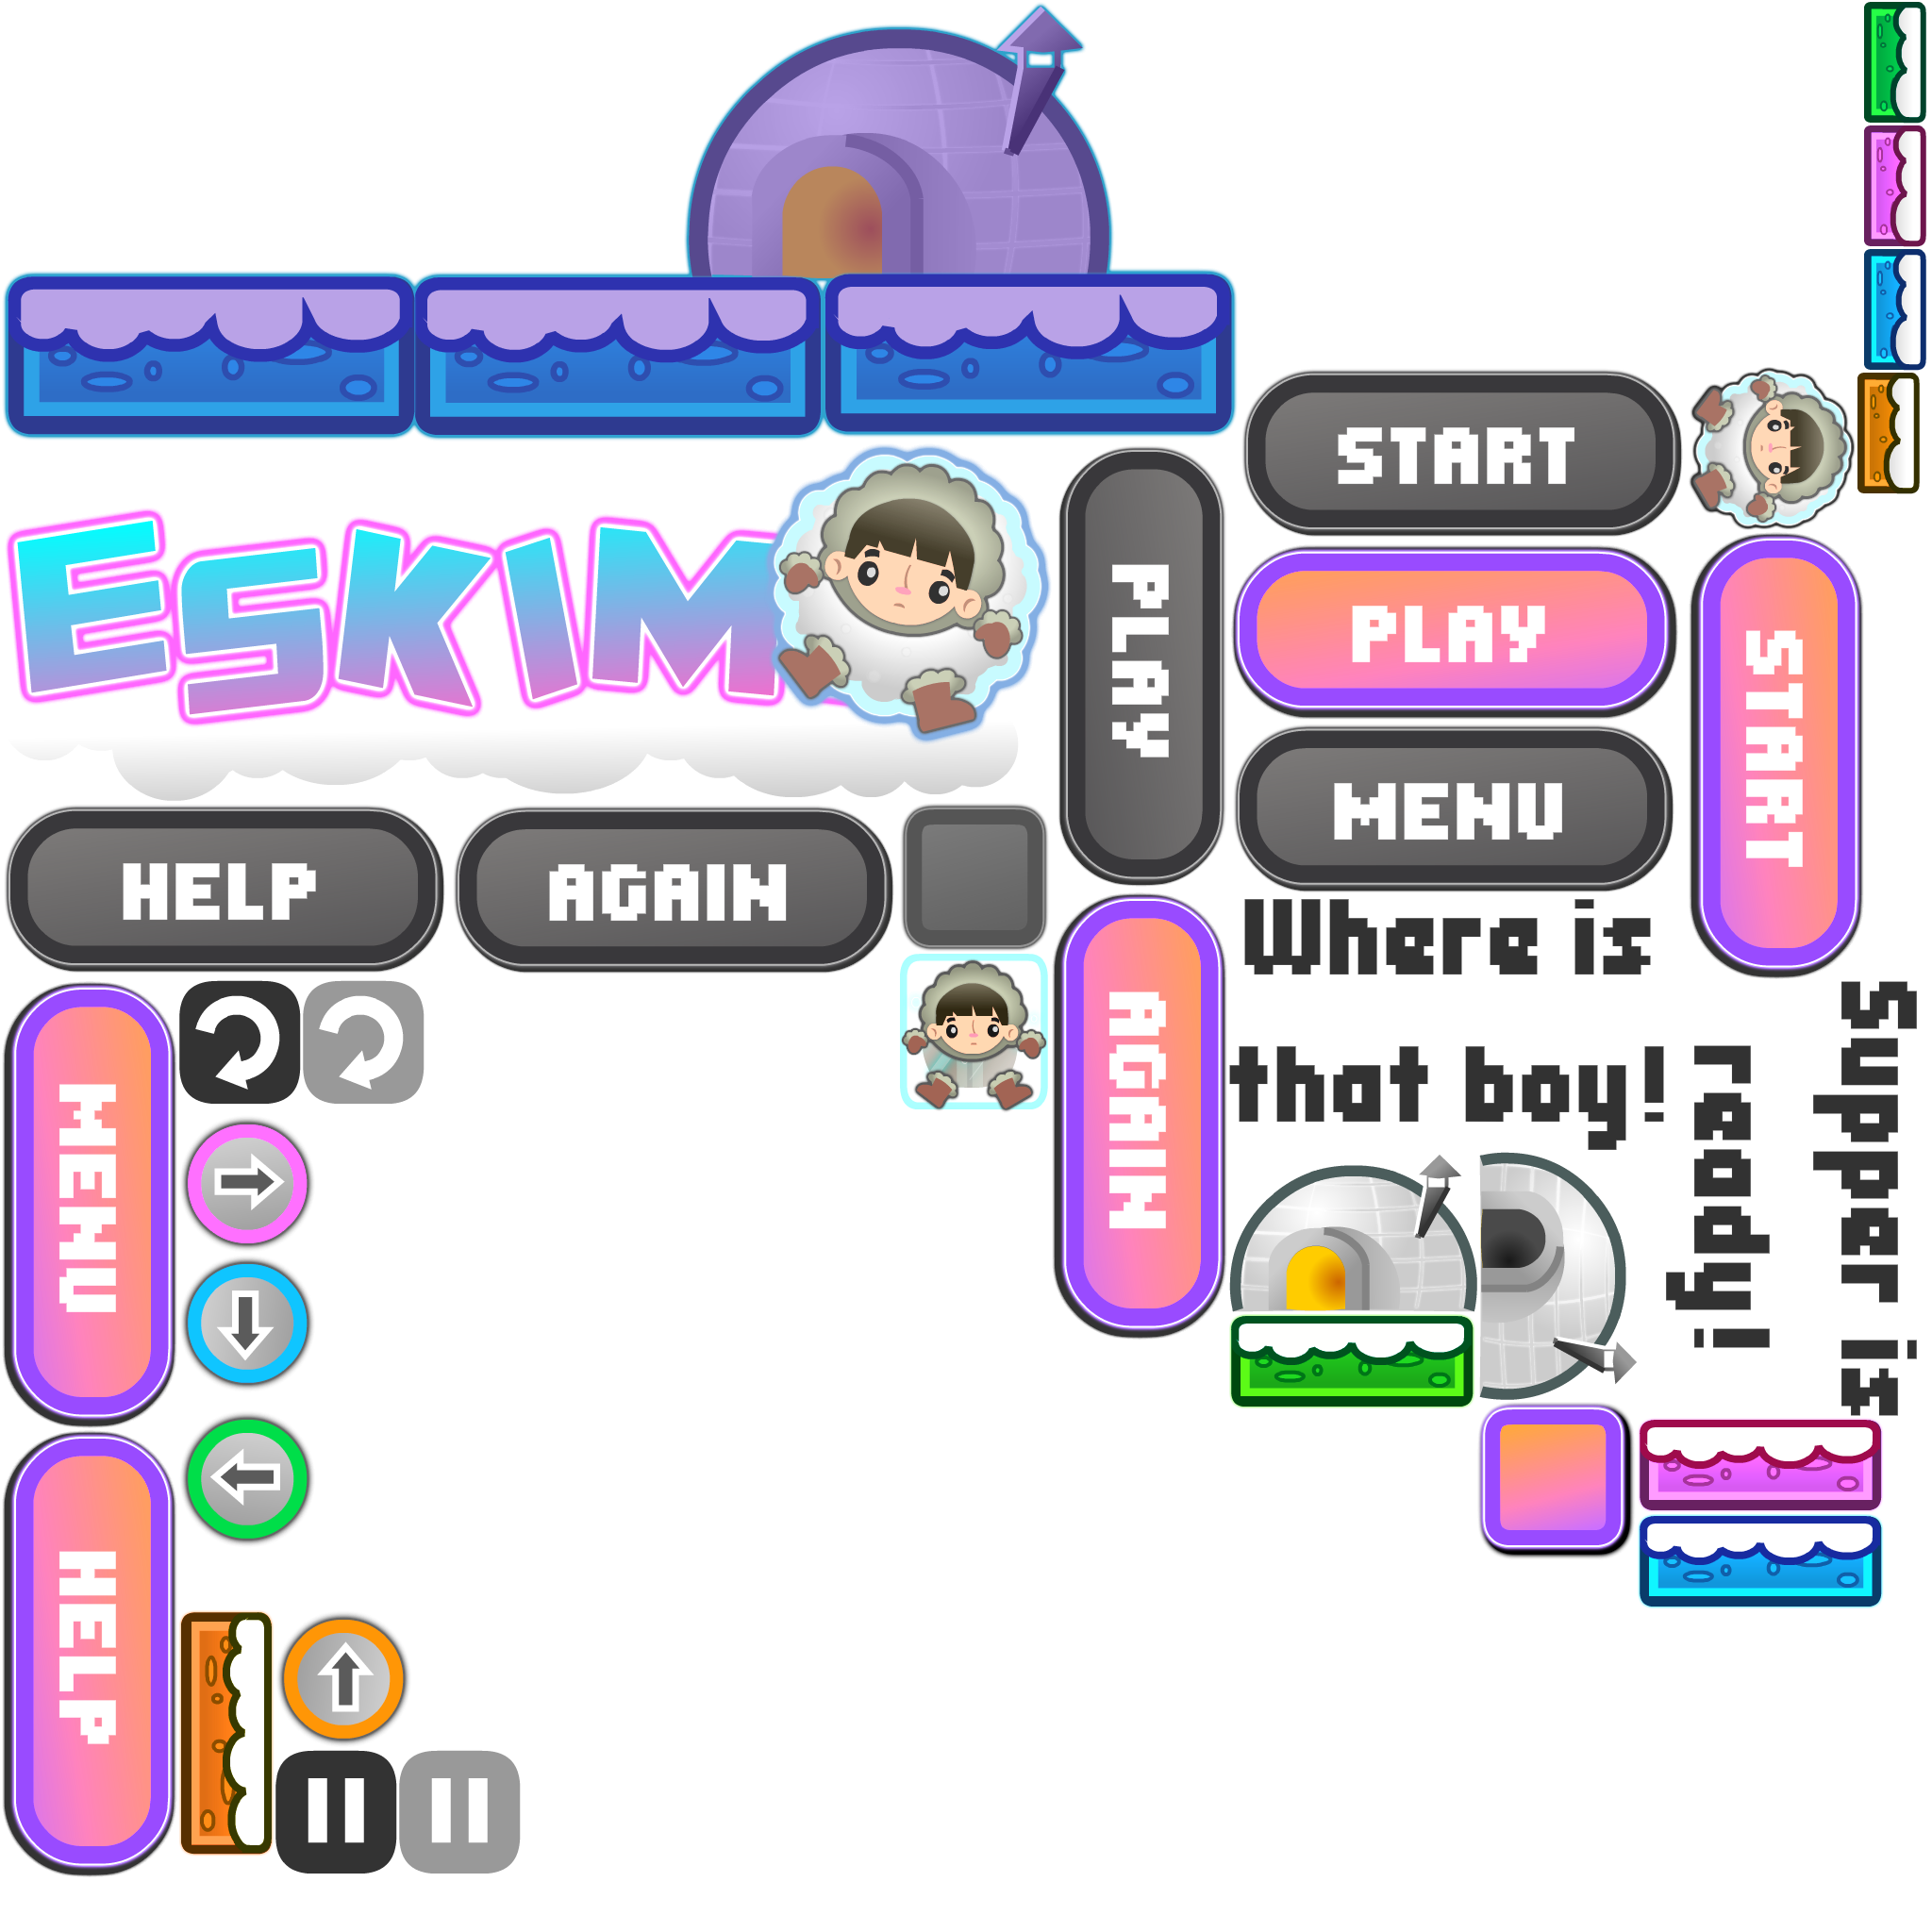 START
ESKIM
PLAY
PLAY
START
MENU
HELP
AGAIN
Where is
that boy!
AGAIN
MENU
HELP
Supper is
ready!